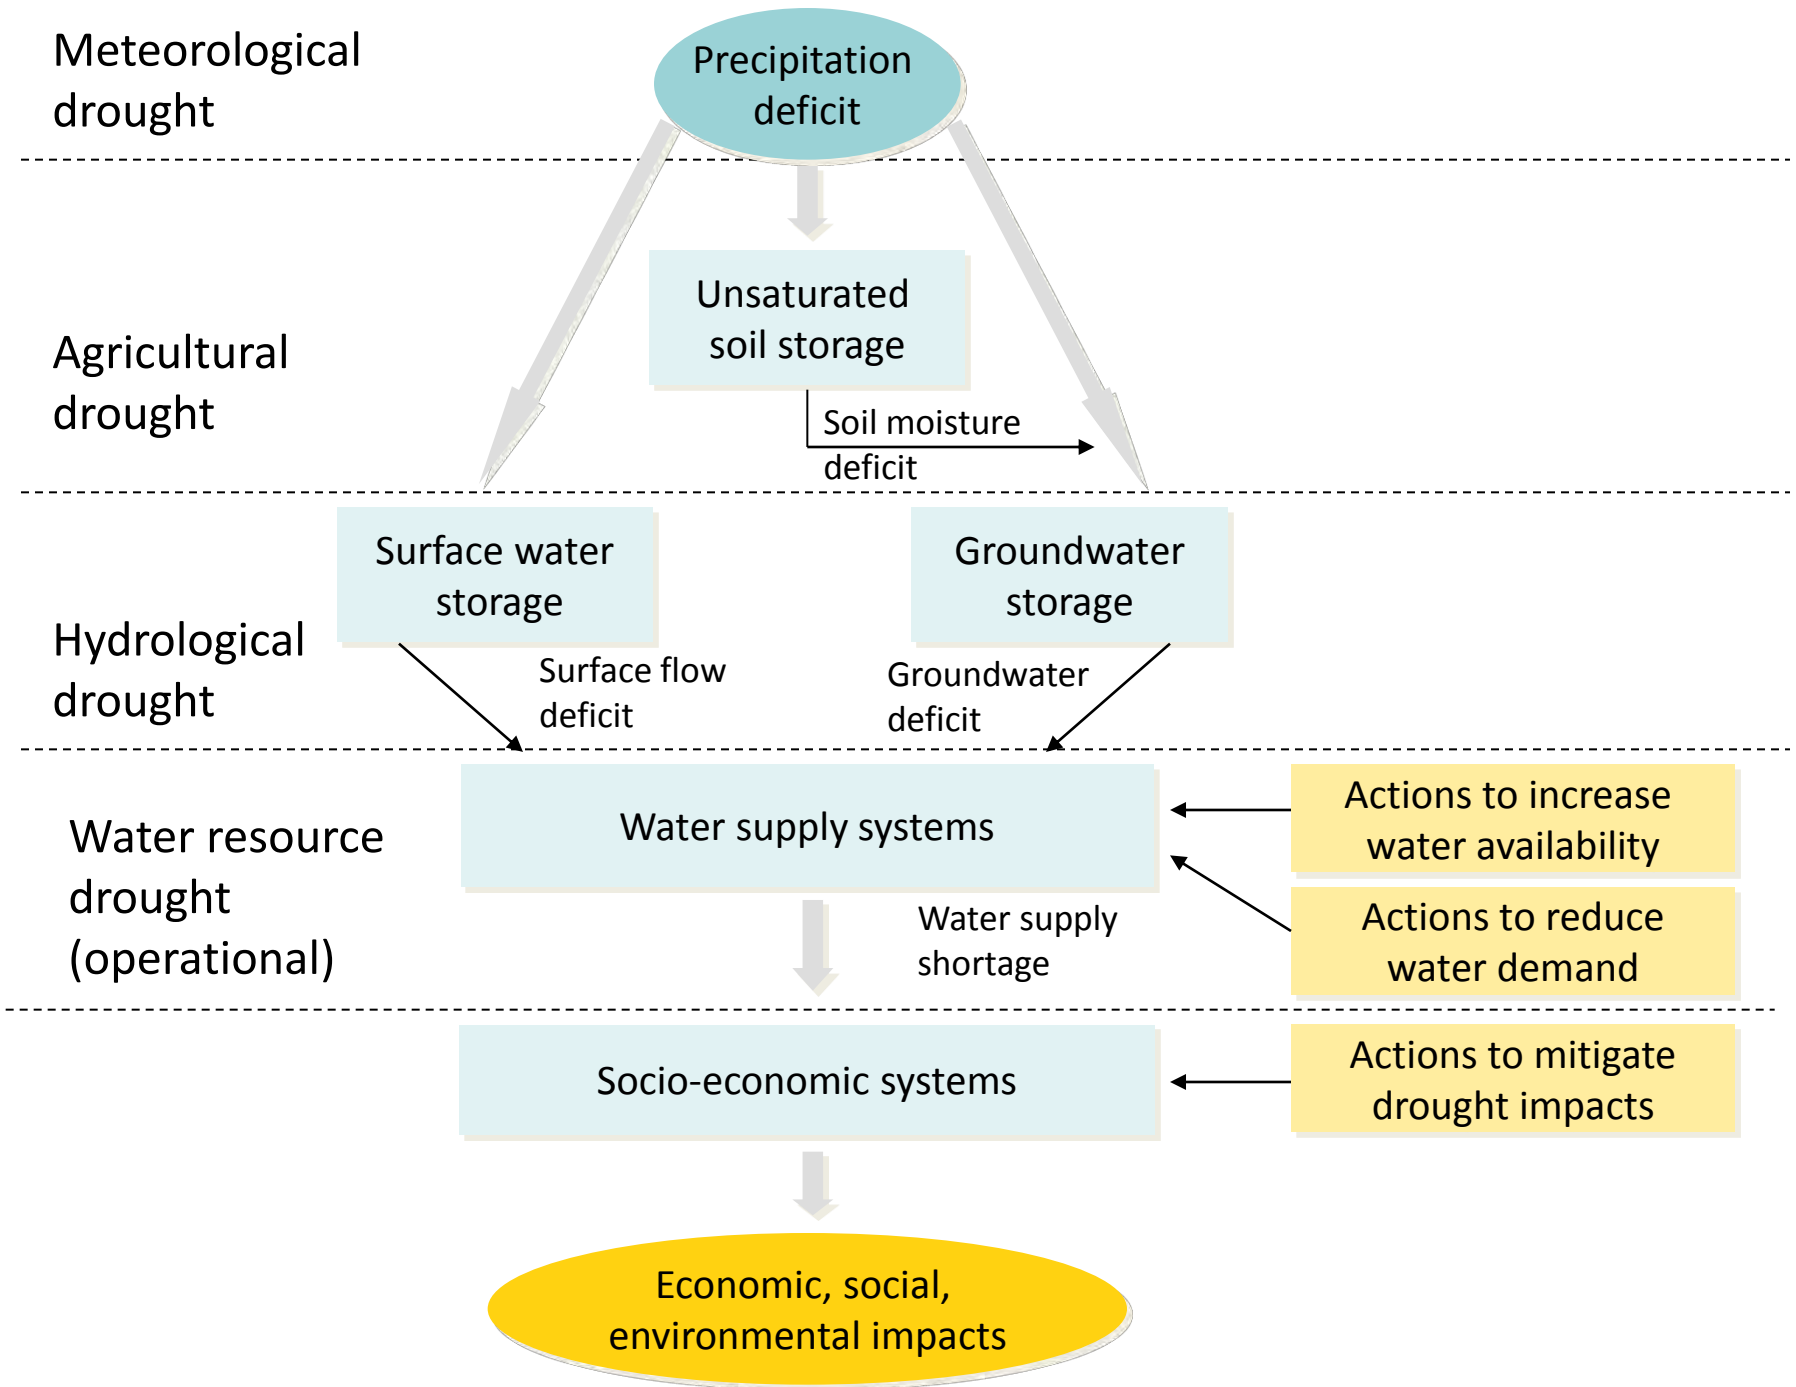 Meteorological
drought
Precipitation
deficit
Agricultural
drought
Unsaturated
soil storage
Soil moisture
deficit
Hydrological
drought
Surface water
storage
Groundwater
storage
Surface flow
deficit
Groundwater
deficit
Water resource
drought
(operational)
Water supply systems
Actions to increase
water availability
Actions to reduce
water demand
Water supply
shortage
Socio-economic systems
Actions to mitigate
drought impacts
Economic, social,
environmental impacts